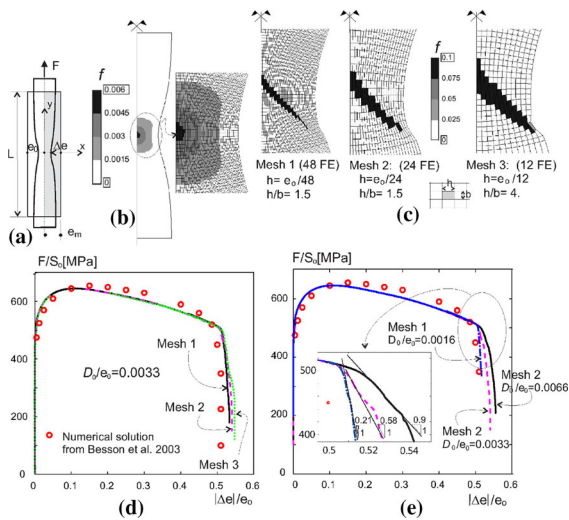 (a)
F
y
x
L
e₀
Δe
e_m
(b)
f
0.006
0.0045
0.003
0.0015
0
Mesh 1 (48 FE)
h= e₀/48
h/b= 1.5
Mesh 2: (24 FE)
h=e₀/24
h/b= 1.5
f
0.1
0.075
0.05
0.025
0
Mesh 3: (12 FE)
h=e₀/12
h/b= 4.
h
b
(c)
F/S₀[MPa]
600
400
200
0
D₀/e₀=0.0033
Mesh 1
Mesh 2
Mesh 3
Numerical solution
from Besson et al. 2003
0 0.1 0.2 0.3 0.4 0.5 0.6
|Δe|/e₀
(d)
F/S₀[MPa]
600
400
200
0
Mesh 1
D₀/e₀=0.0016
Mesh 2
D₀/e₀=0.0066
Mesh 2
D₀/e₀=0.0033
500
400
0.21
1
0.58
1
0.9
1
0.5 0.52 0.54
0 0.1 0.2 0.3 0.4 0.5 0.6
|Δe|/e₀
(e)